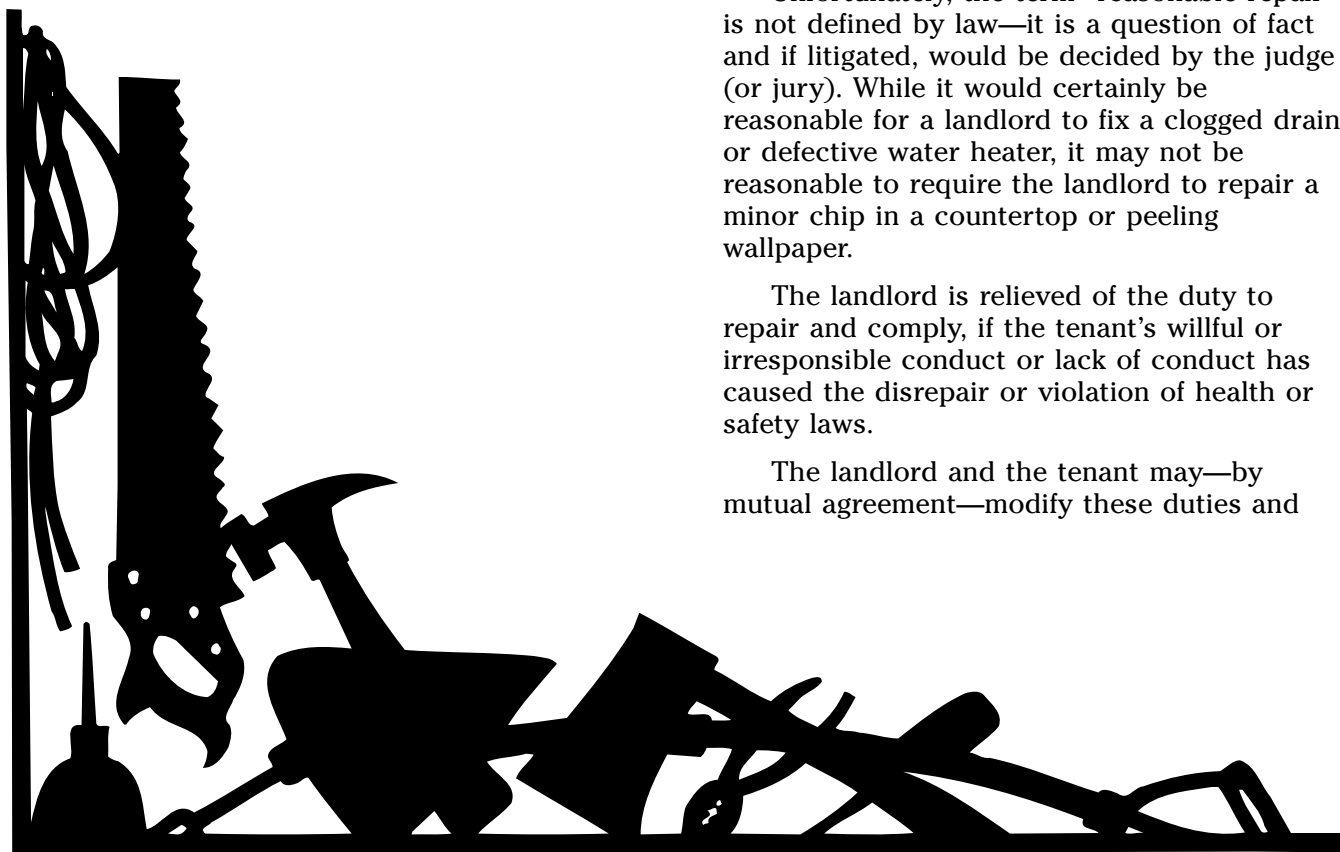 Unfortunately, the term “reasonable repair”
is not defined by law—it is a question of fact
and if litigated, would be decided by the judge
(or jury). While it would certainly be
reasonable for a landlord to fix a clogged drain
or defective water heater, it may not be
reasonable to require the landlord to repair a
minor chip in a countertop or peeling
wallpaper.
The landlord is relieved of the duty to
repair and comply, if the tenant’s willful or
irresponsible conduct or lack of conduct has
caused the disrepair or violation of health or
safety laws.
The landlord and the tenant may—by
mutual agreement—modify these duties and